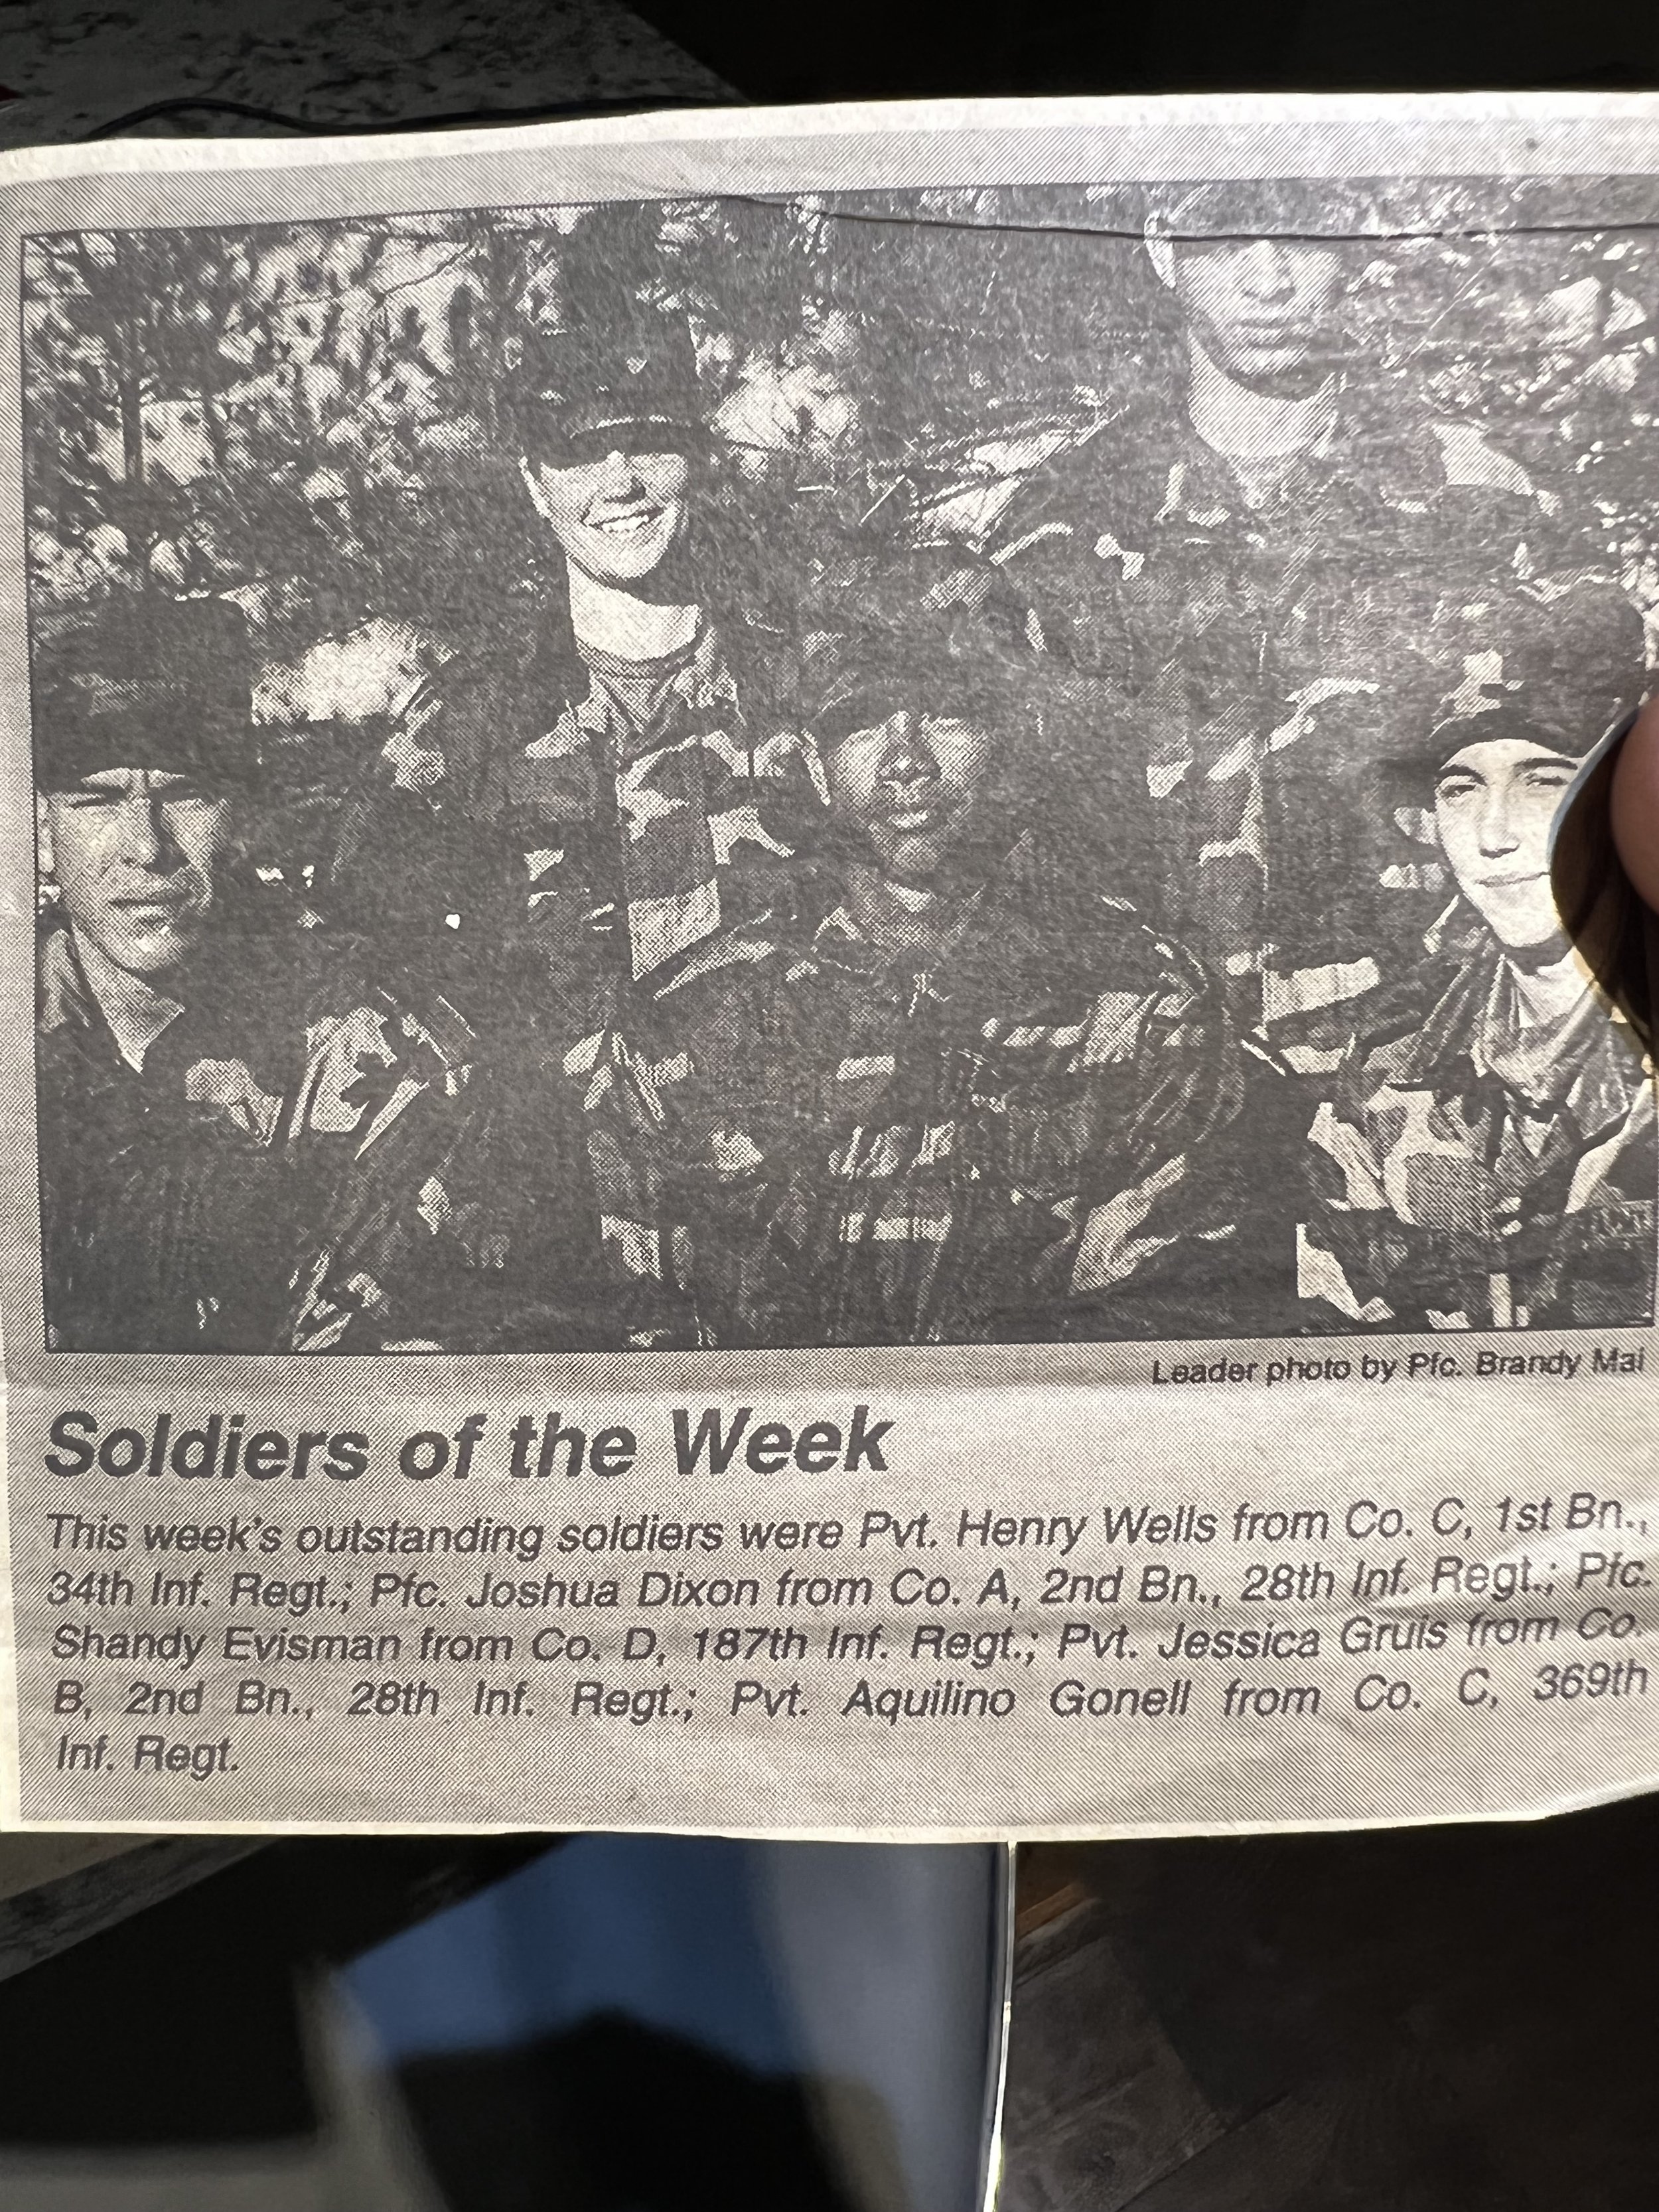 Leader photo by Pfc. Brandy Mai
Soldiers of the Week
This week's outstanding soldiers were Pvt. Henry Wells from Co. C, 1st Bn.,
34th Inf. Regt.; Pfc. Joshua Dixon from Co. A, 2nd Bn., 28th Inf. Regt.; Pfc.
Shandy Evisman from Co. D, 187th Inf. Regt.; Pvt. Jessica Gruis from Co.
B, 2nd Bn., 28th Inf. Regt.; Pvt. Aquilino Gonell from Co. C, 369th
Inf. Regt.